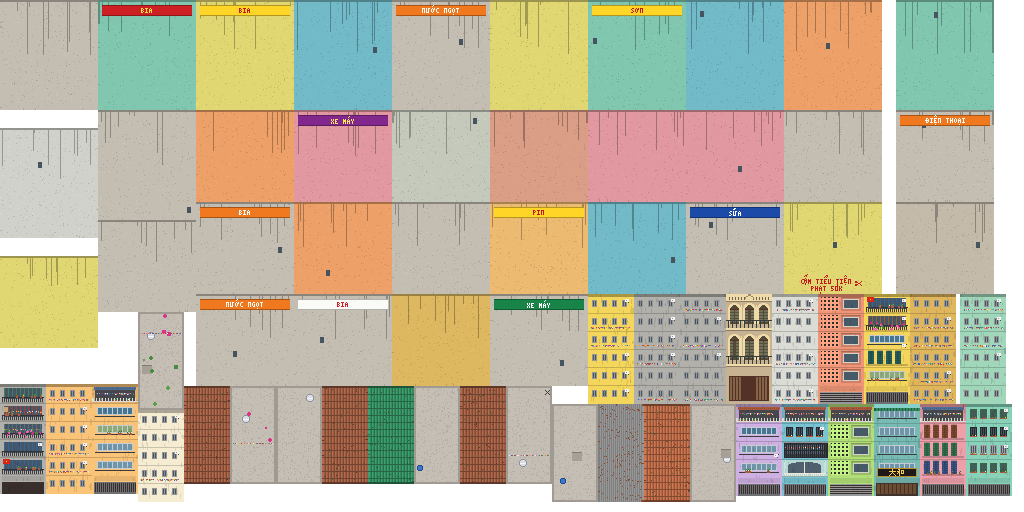 BIA
BIA
NƯỚC NGỌT
SƠN
XE MÁY
ĐIỆN THOẠI
BIA
PIN
SỮA
CẤM TIỂU TIỆN
PHẠT 50K
NƯỚC NGỌT
BIA
XE MÁY